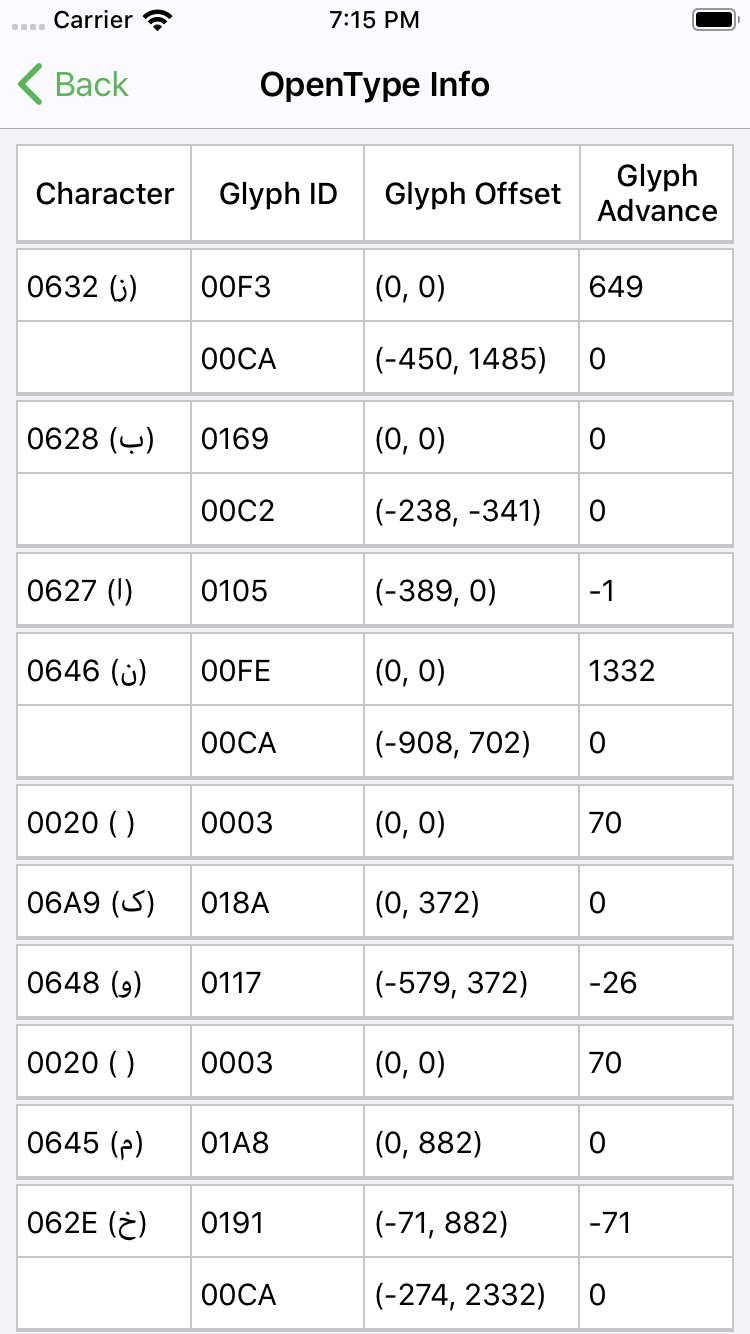 Carrier 7:15 PM
Back OpenType Info
Character Glyph ID Glyph Offset Glyph Advance
0632 (ز) 00F3 (0, 0) 649
00CA (-450, 1485) 0
0628 (ب) 0169 (0, 0) 0
00C2 (-238, -341) 0
0627 (ا) 0105 (-389, 0) -1
0646 (ن) 00FE (0, 0) 1332
00CA (-908, 702) 0
0020 ( ) 0003 (0, 0) 70
06A9 (ک) 018A (0, 372) 0
0648 (و) 0117 (-579, 372) -26
0020 ( ) 0003 (0, 0) 70
0645 (م) 01A8 (0, 882) 0
062E (خ) 0191 (-71, 882) -71
00CA (-274, 2332) 0